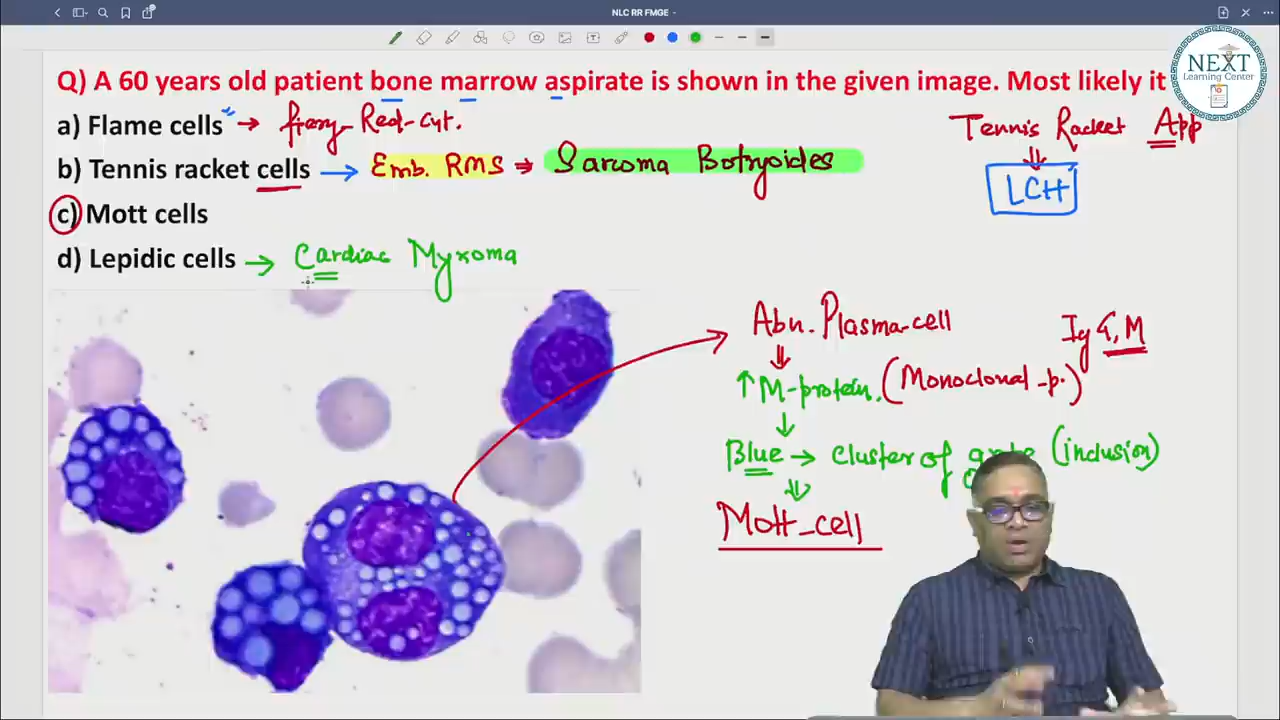 NLC RR FMGE
NEXT
Learning Center
Q) A 60 years old patient bone marrow aspirate is shown in the given image. Most likely it
a) Flame cells → fiery Red-cyt.
Tennis Racket App
b) Tennis racket cells → Emb. RMS → Sarcoma Botryoides
LCH
c) Mott cells
d) Lepidic cells → Cardiac Myxoma
Abn. Plasma-cell
Ig G, M
↑ M-protein. (Monoclonal -p.)
Blue → cluster of (inclusion)
Mott-cell